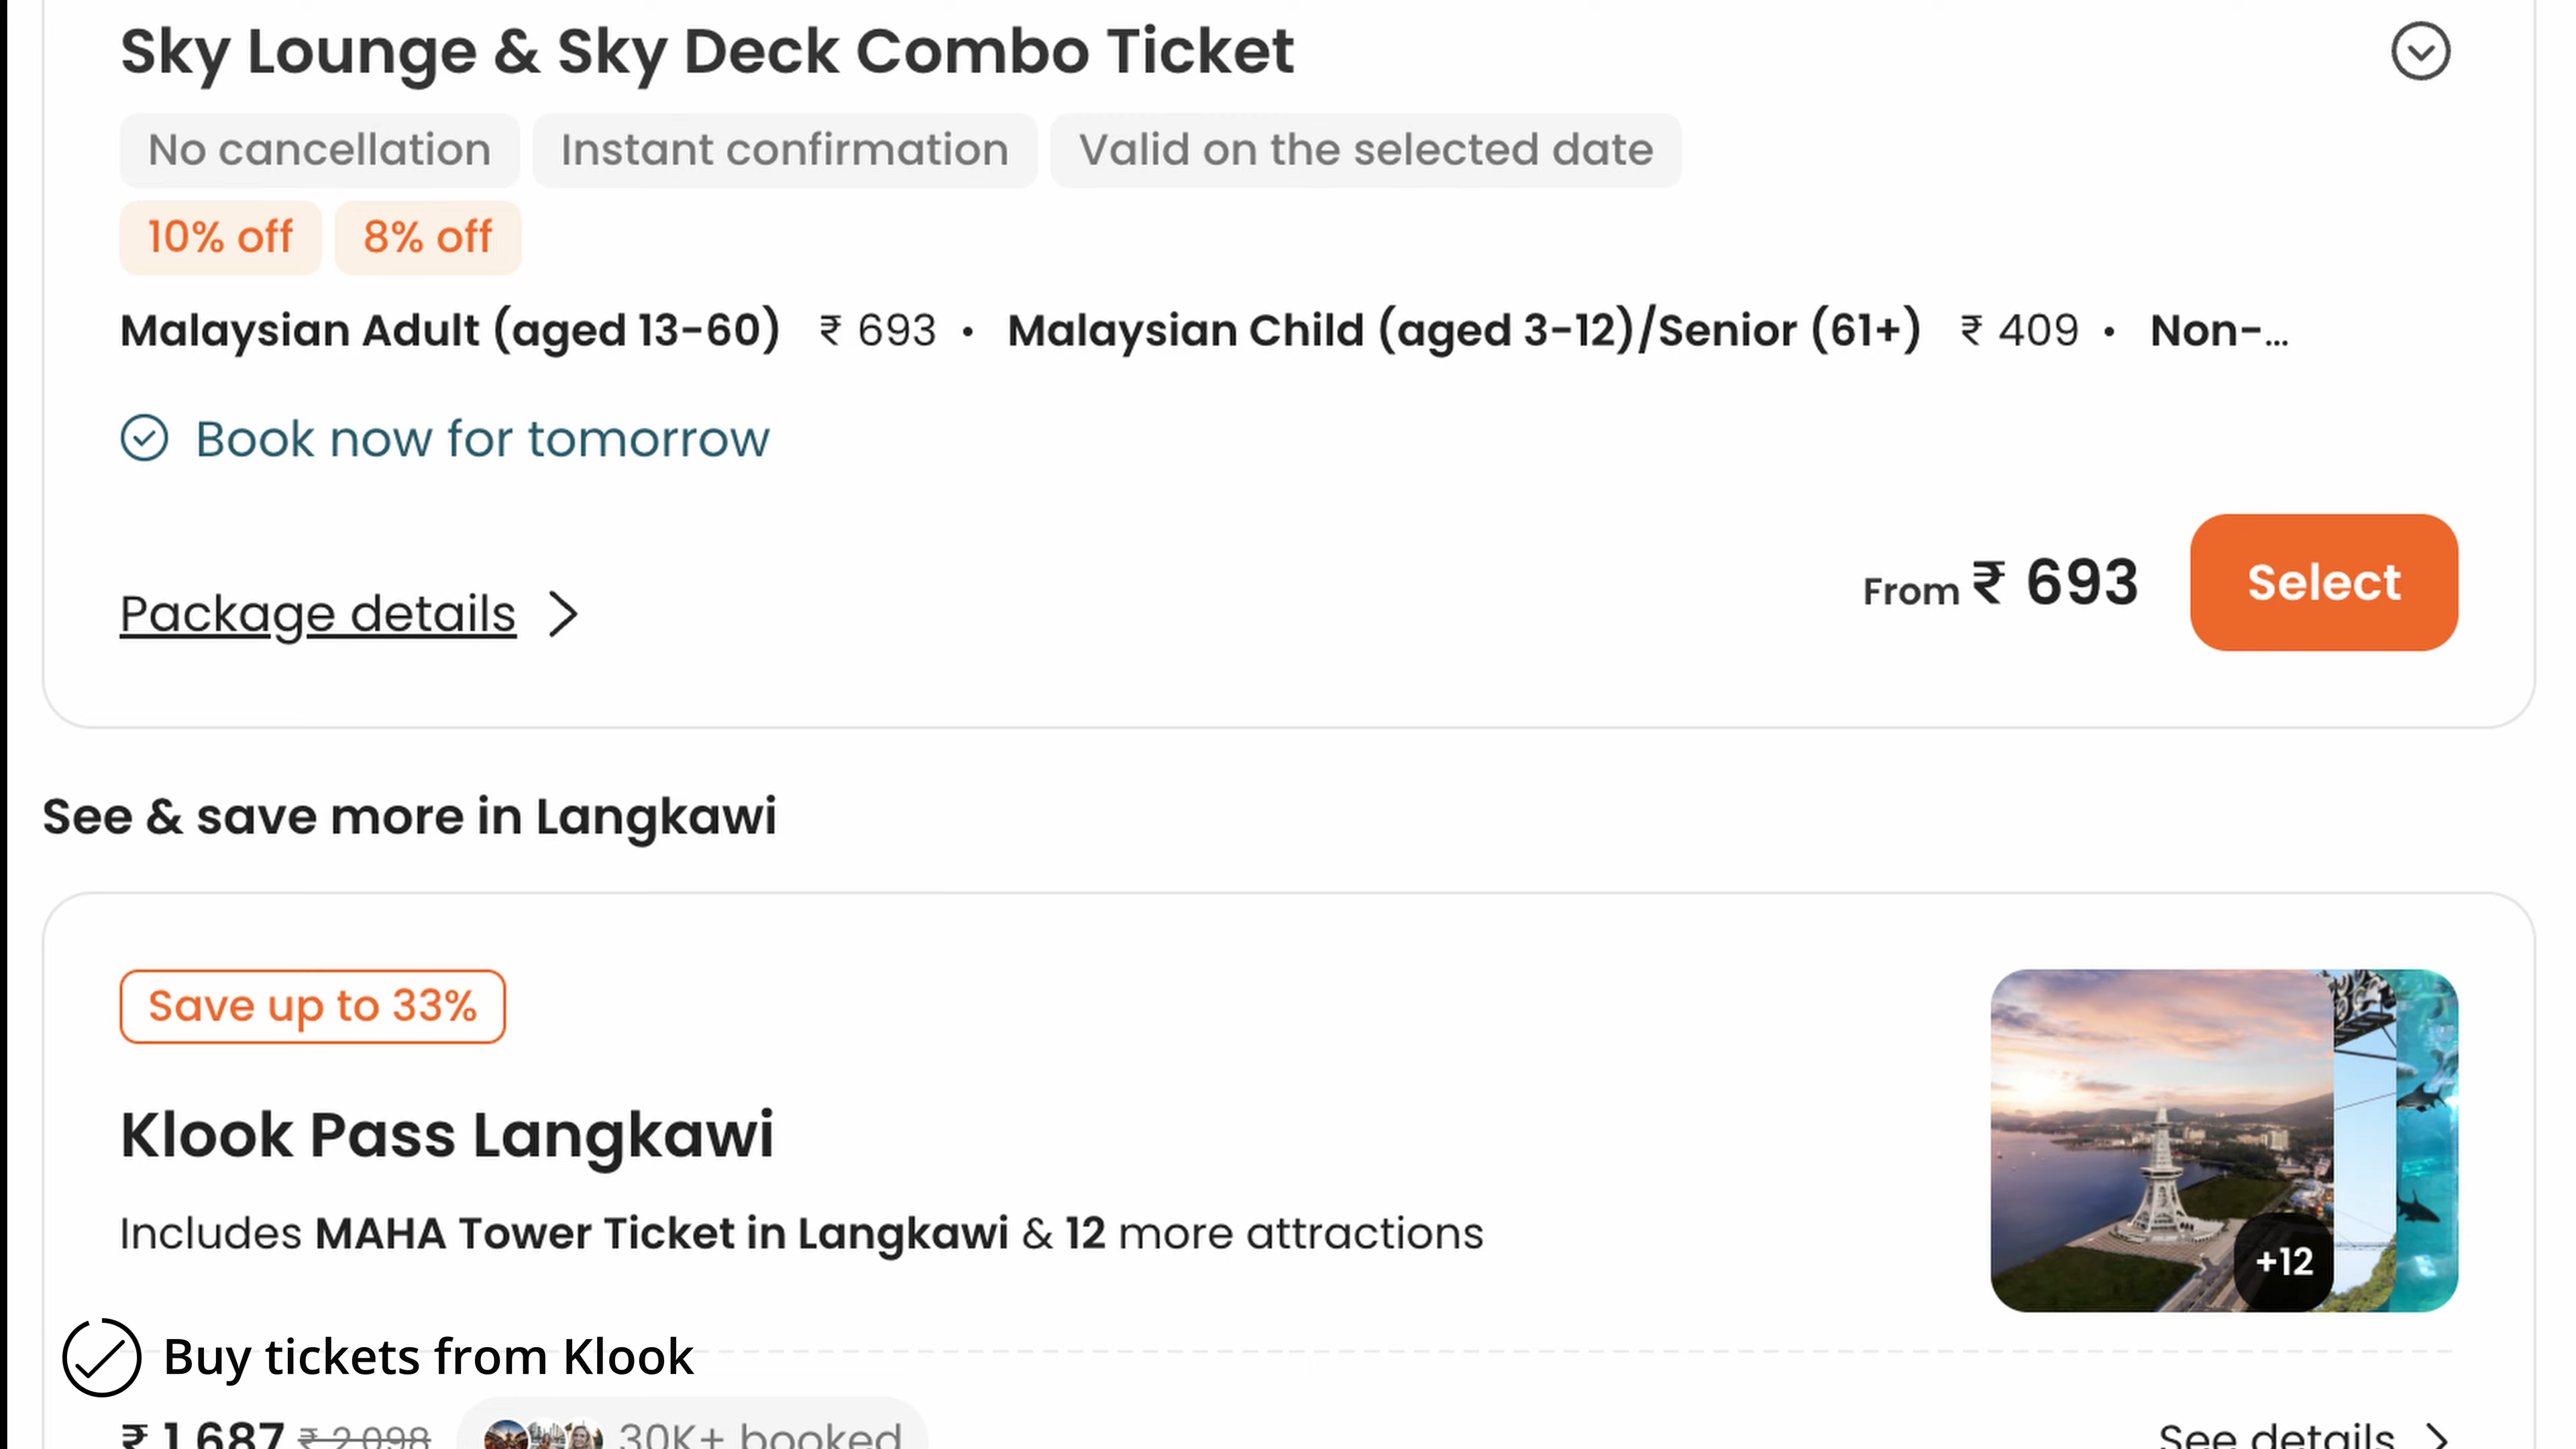 Sky Lounge & Sky Deck Combo Ticket
No cancellation Instant confirmation Valid on the selected date
10% off 8% off
Malaysian Adult (aged 13-60) ₹ 693 • Malaysian Child (aged 3-12)/Senior (61+) ₹ 409 • Non-...
Book now for tomorrow
Package details
From ₹ 693 Select
See & save more in Langkawi
Save up to 33%
Klook Pass Langkawi
Includes MAHA Tower Ticket in Langkawi & 12 more attractions
+12
Buy tickets from Klook
₹ 1,687 ₹ 2,098 30K+ booked See details